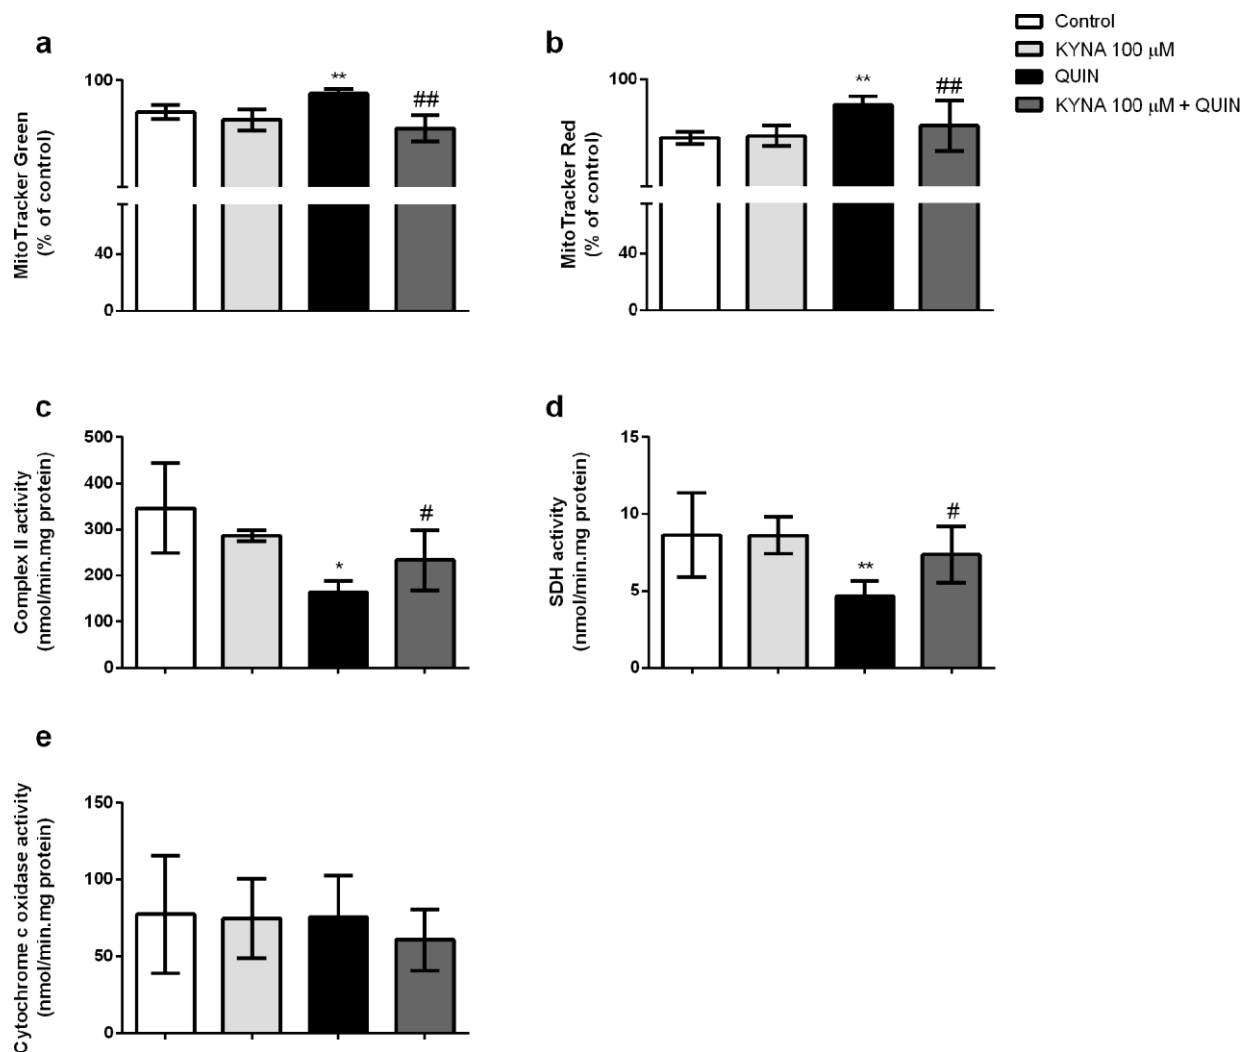 Control
KYNA 100 μM
QUIN
KYNA 100 μM + QUIN
a
MitoTracker Green
(% of control)
100
40
0
**
##
b
MitoTracker Red
(% of control)
100
40
0
**
##
c
Complex II activity
(nmol/min.mg protein)
500
400
300
200
100
0
*
#
d
SDH activity
(nmol/min.mg protein)
15
10
5
0
**
#
e
Cytochrome c oxidase activity
(nmol/min.mg protein)
150
100
50
0